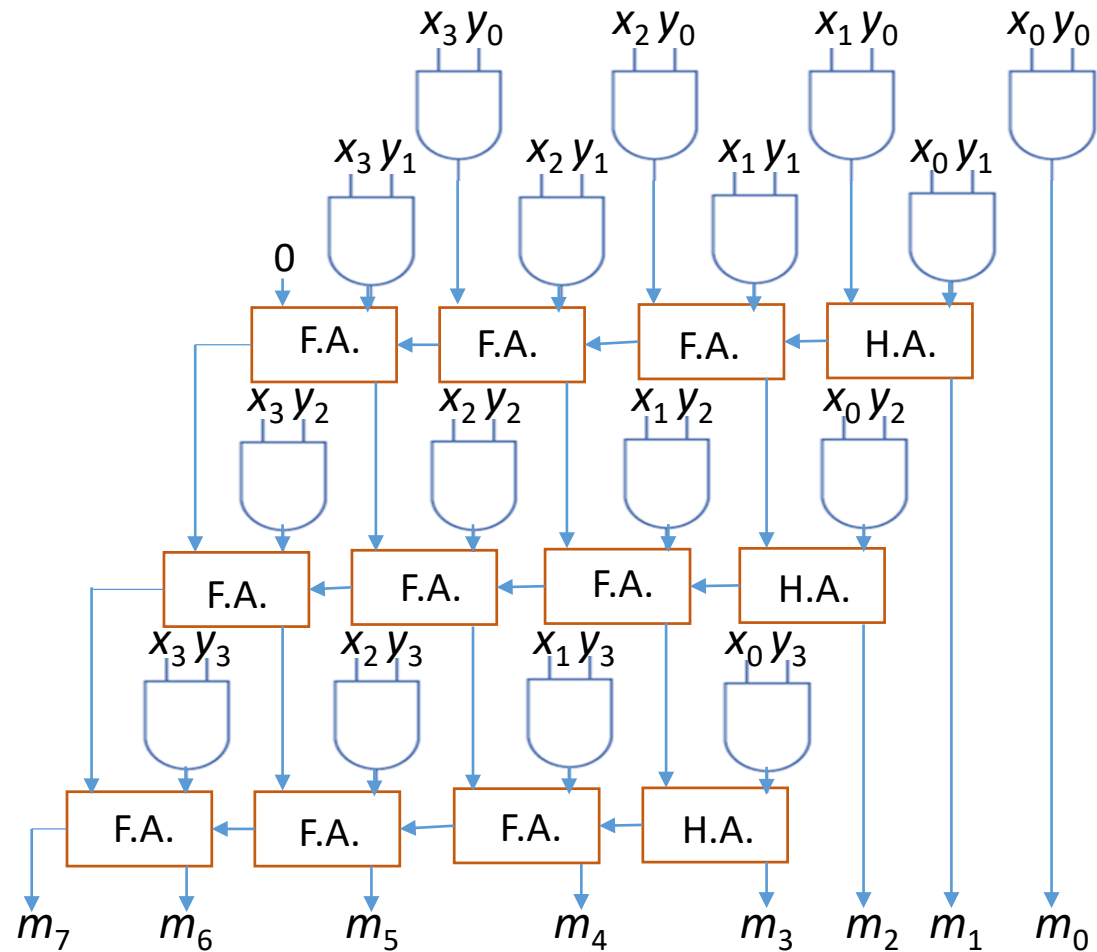 x₃ y₀ x₂ y₀ x₁ y₀ x₀ y₀
x₃ y₁ x₂ y₁ x₁ y₁ x₀ y₁
0
F.A. F.A. F.A. H.A.
x₃ y₂ x₂ y₂ x₁ y₂ x₀ y₂
F.A. F.A. F.A. H.A.
x₃ y₃ x₂ y₃ x₁ y₃ x₀ y₃
F.A. F.A. F.A. H.A.
m₇ m₆ m₅ m₄ m₃ m₂ m₁ m₀